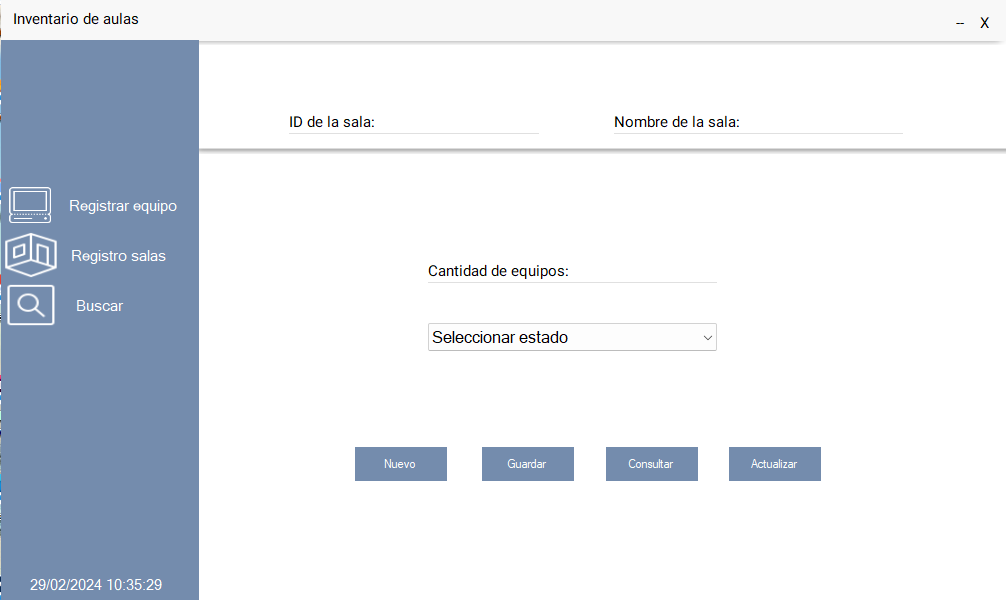 Inventario de aulas
-- X
ID de la sala:
Nombre de la sala:
Registrar equipo
Registro salas
Buscar
Cantidad de equipos:
Seleccionar estado
Nuevo
Guardar
Consultar
Actualizar
29/02/2024 10:35:29